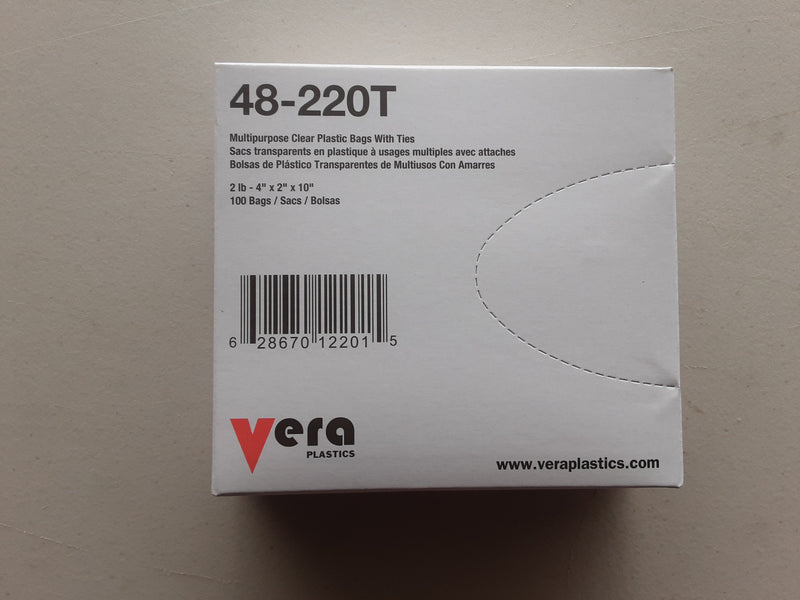 48-220T
Multipurpose Clear Plastic Bags With Ties
Sacs transparents en plastique à usages multiples avec attaches
Bolsas de Plástico Transparentes de Multiusos Con Amarres
2 lb - 4" x 2" x 10"
100 Bags / Sacs / Bolsas
6 28670 12201 5
Vera
PLASTICS
www.veraplastics.com